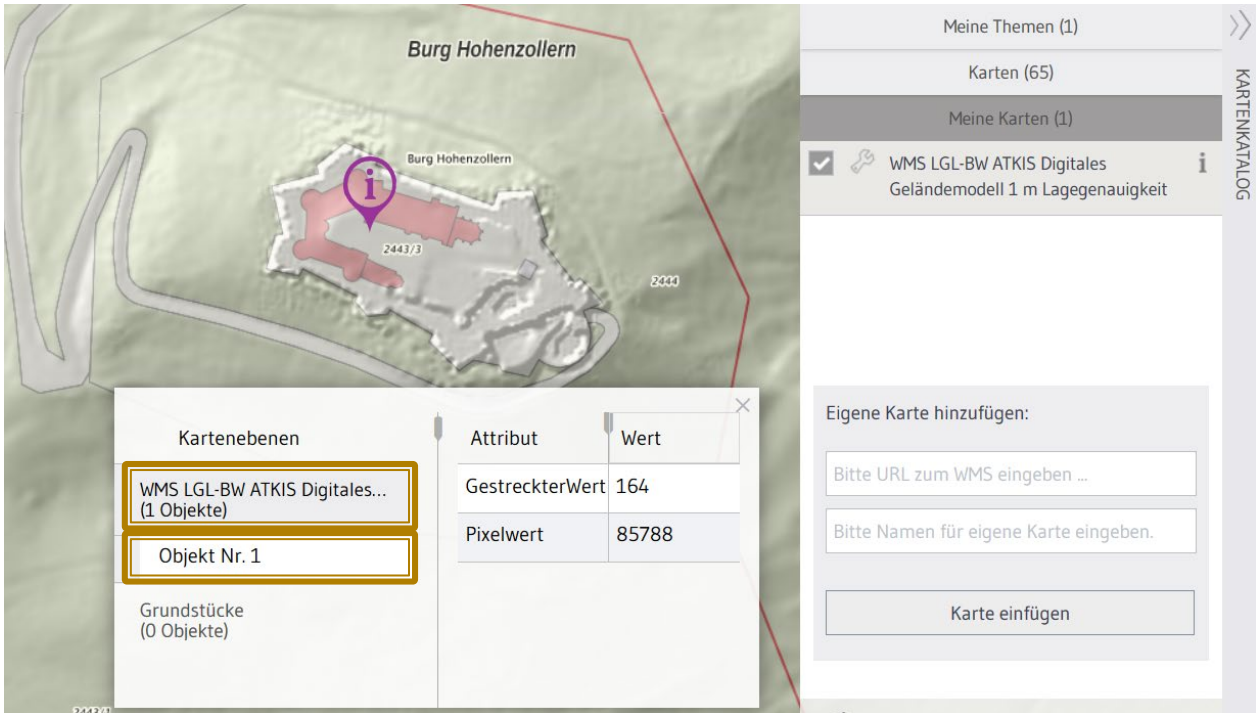 Burg Hohenzollern
Burg Hohenzollern
2443/3
2444
2443/1
Kartenebenen
WMS LGL-BW ATKIS Digitales...
(1 Objekte)
Objekt Nr. 1
Grundstücke
(0 Objekte)
Attribut Wert
GestreckterWert 164
Pixelwert 85788
Meine Themen (1)
Karten (65)
Meine Karten (1)
WMS LGL-BW ATKIS Digitales
Geländemodell 1 m Lagegenauigkeit
Eigene Karte hinzufügen:
Bitte URL zum WMS eingeben ...
Bitte Namen für eigene Karte eingeben.
Karte einfügen
KARTENKATALOG